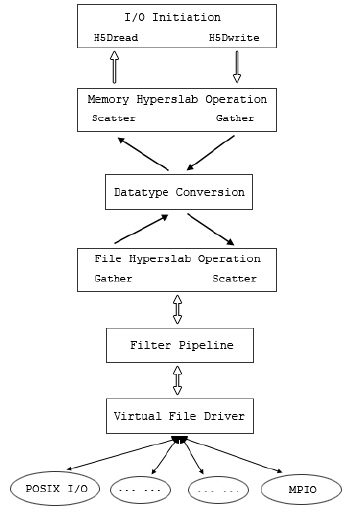 I/O Initiation
H5Dread H5Dwrite
Memory Hyperslab Operation
Scatter Gather
Datatype Conversion
File Hyperslab Operation
Gather Scatter
Filter Pipeline
Virtual File Driver
POSIX I/O ... ... ... ... MPIO